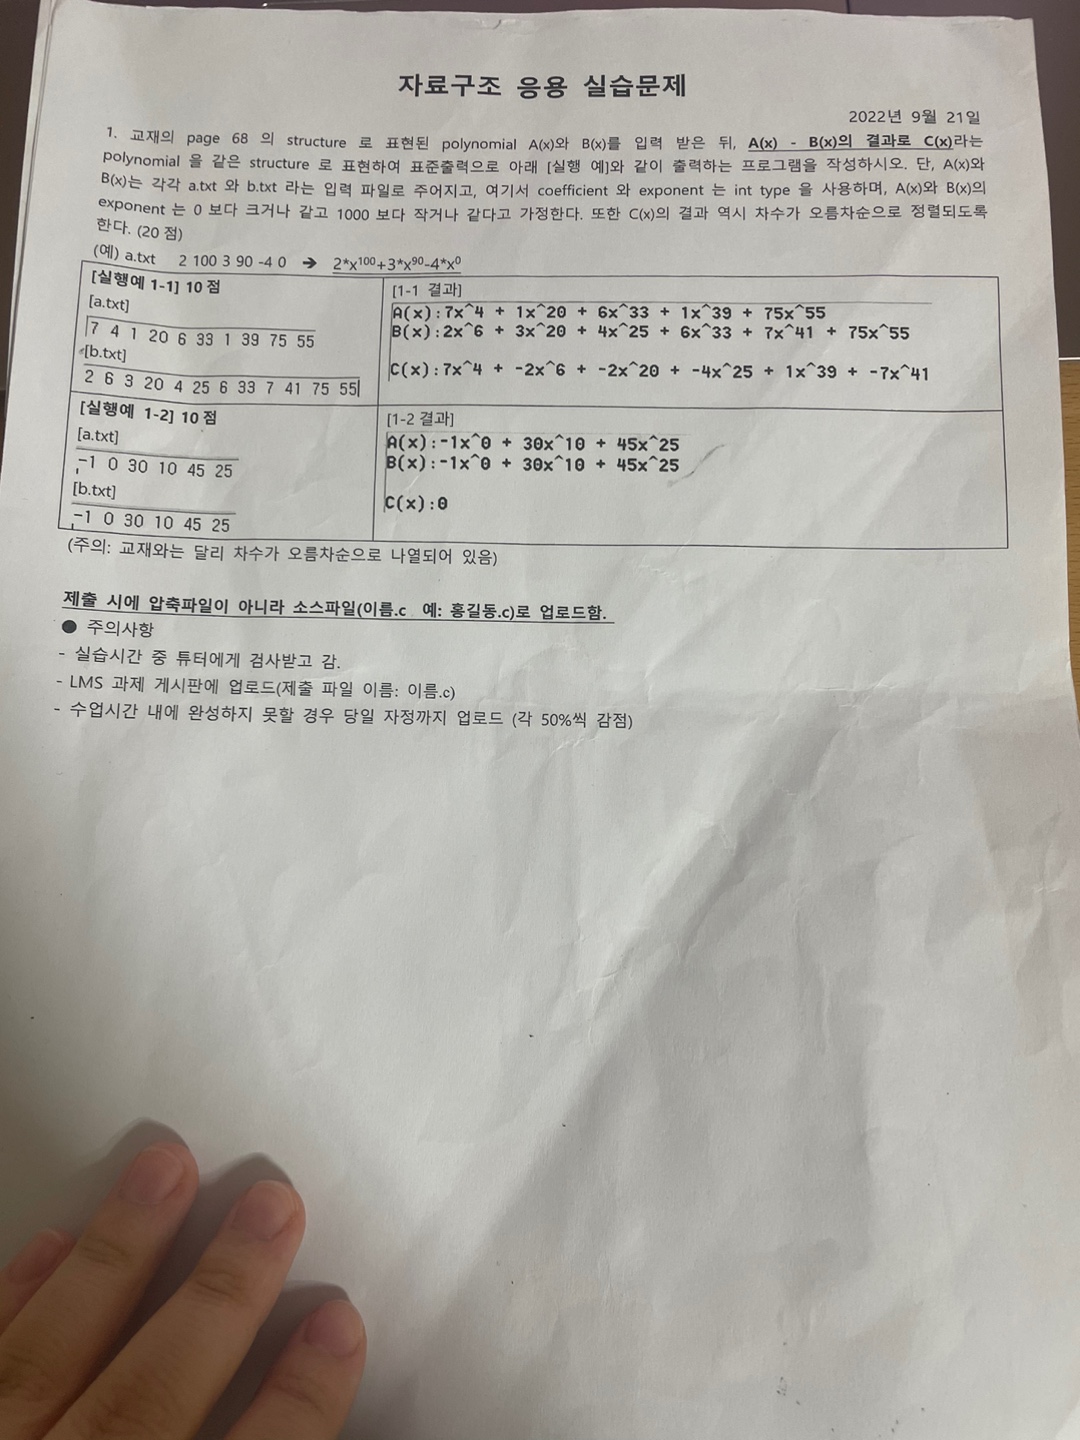 자료구조 응용 실습문제
2022년 9월 21일
1. 교재의 page 68 의 structure 로 표현된 polynomial A(x)와 B(x)를 입력 받은 뒤, A(x) - B(x)의 결과로 C(x)라는
polynomial 을 같은 structure 로 표현하여 표준출력으로 아래 [실행 예]와 같이 출력하는 프로그램을 작성하시오. 단, A(x)와
B(x)는 각각 a.txt 와 b.txt 라는 입력 파일로 주어지고, 여기서 coefficient 와 exponent 는 int type 을 사용하며, A(x)와 B(x)의
exponent 는 0 보다 크거나 같고 1000 보다 작거나 같다고 가정한다. 또한 C(x)의 결과 역시 차수가 오름차순으로 정렬되도록
한다. (20 점)
(예) a.txt 2 100 3 90 -4 0 ➔ 2*x¹⁰⁰+3*x⁹⁰-4*x⁰
[실행예 1-1] 10 점
[a.txt]
7 4 1 20 6 33 1 39 75 55
[b.txt]
2 6 3 20 4 25 6 33 7 41 75 55
[1-1 결과]
A(x):7x^4 + 1x^20 + 6x^33 + 1x^39 + 75x^55
B(x):2x^6 + 3x^20 + 4x^25 + 6x^33 + 7x^41 + 75x^55
C(x):7x^4 + -2x^6 + -2x^20 + -4x^25 + 1x^39 + -7x^41
[실행예 1-2] 10 점
[a.txt]
-1 0 30 10 45 25
[b.txt]
-1 0 30 10 45 25
[1-2 결과]
A(x):-1x^0 + 30x^10 + 45x^25
B(x):-1x^0 + 30x^10 + 45x^25
C(x):0
(주의: 교재와는 달리 차수가 오름차순으로 나열되어 있음)
제출 시에 압축파일이 아니라 소스파일(이름.c 예: 홍길동.c)로 업로드함.
● 주의사항
- 실습시간 중 튜터에게 검사받고 감.
- LMS 과제 게시판에 업로드(제출 파일 이름: 이름.c)
- 수업시간 내에 완성하지 못할 경우 당일 자정까지 업로드 (각 50%씩 감점)